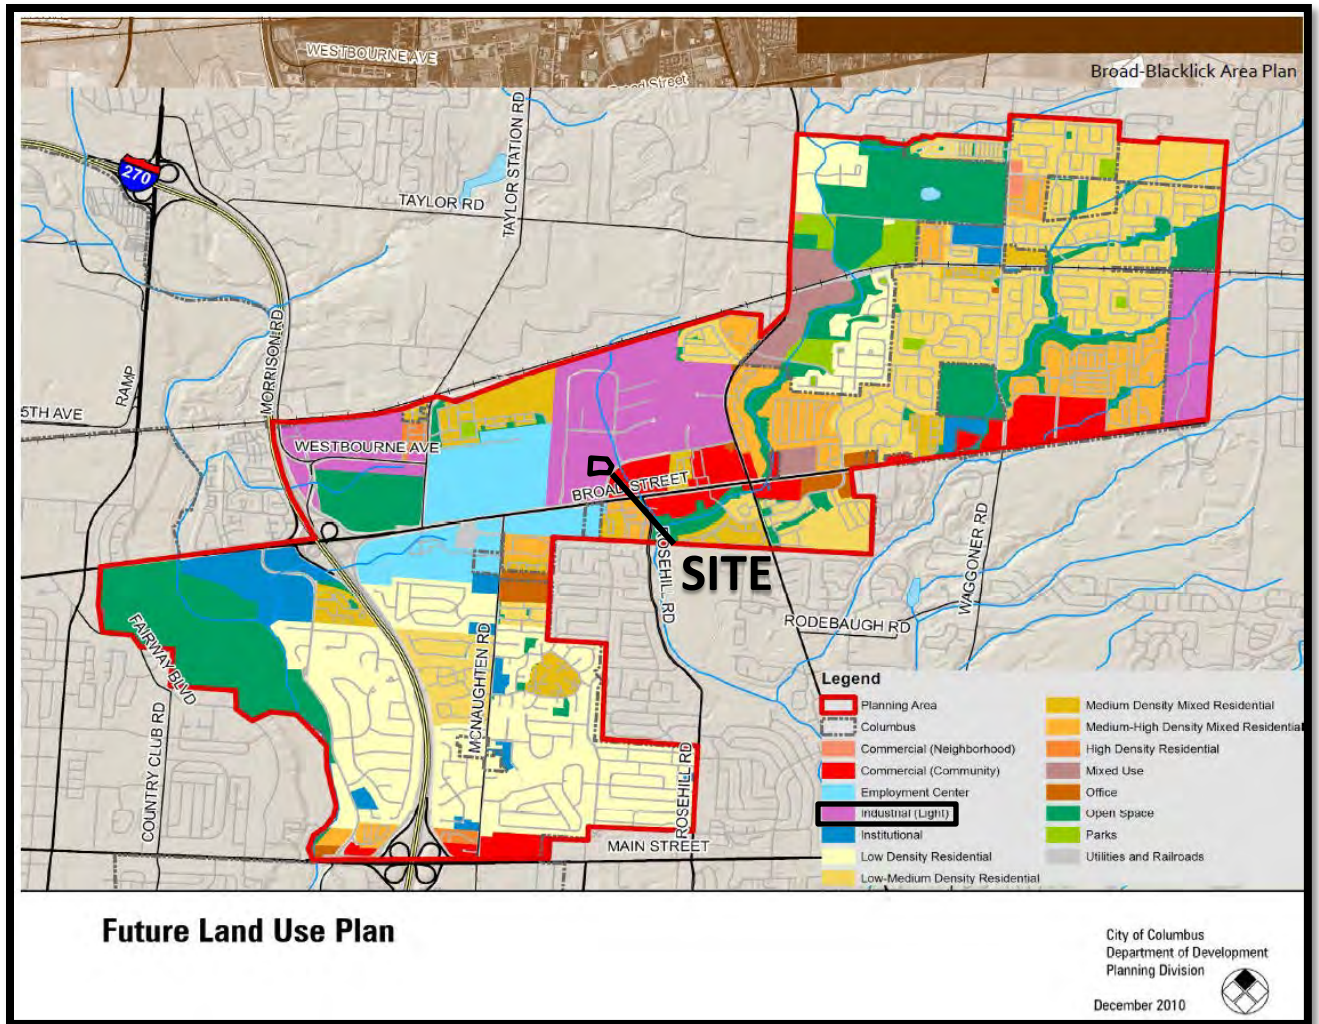 WESTBOURNE AVE
Broad Street
Broad-Blacklick Area Plan
270
TAYLOR RD
TAYLOR STATION RD
MORRISON RD
RAMP
5TH AVE
WESTBOURNE AVE
BROAD STREET
ROSEHILL RD
SITE
WAGGONER RD
RODEBAUGH RD
FAIRWAY BLVD
COUNTRY CLUB RD
MCNAUGHTEN RD
ROSEHILL RD
MAIN STREET
Legend
Planning Area
Columbus
Commercial (Neighborhood)
Commercial (Community)
Employment Center
Industrial (Light)
Institutional
Low Density Residential
Low-Medium Density Residential
Medium Density Mixed Residential
Medium-High Density Mixed Residential
High Density Residential
Mixed Use
Office
Open Space
Parks
Utilities and Railroads
Future Land Use Plan
City of Columbus
Department of Development
Planning Division
December 2010